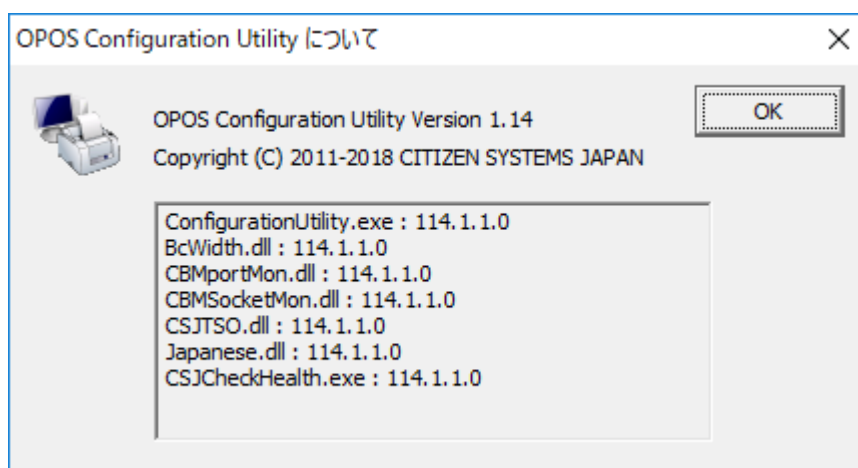 OPOS Configuration Utility について
OPOS Configuration Utility Version 1.14
OK
Copyright (C) 2011-2018 CITIZEN SYSTEMS JAPAN
ConfigurationUtility.exe : 114.1.1.0
BcWidth.dll : 114.1.1.0
CBMportMon.dll : 114.1.1.0
CBMSocketMon.dll : 114.1.1.0
CSJTSO.dll : 114.1.1.0
Japanese.dll : 114.1.1.0
CSJCheckHealth.exe : 114.1.1.0